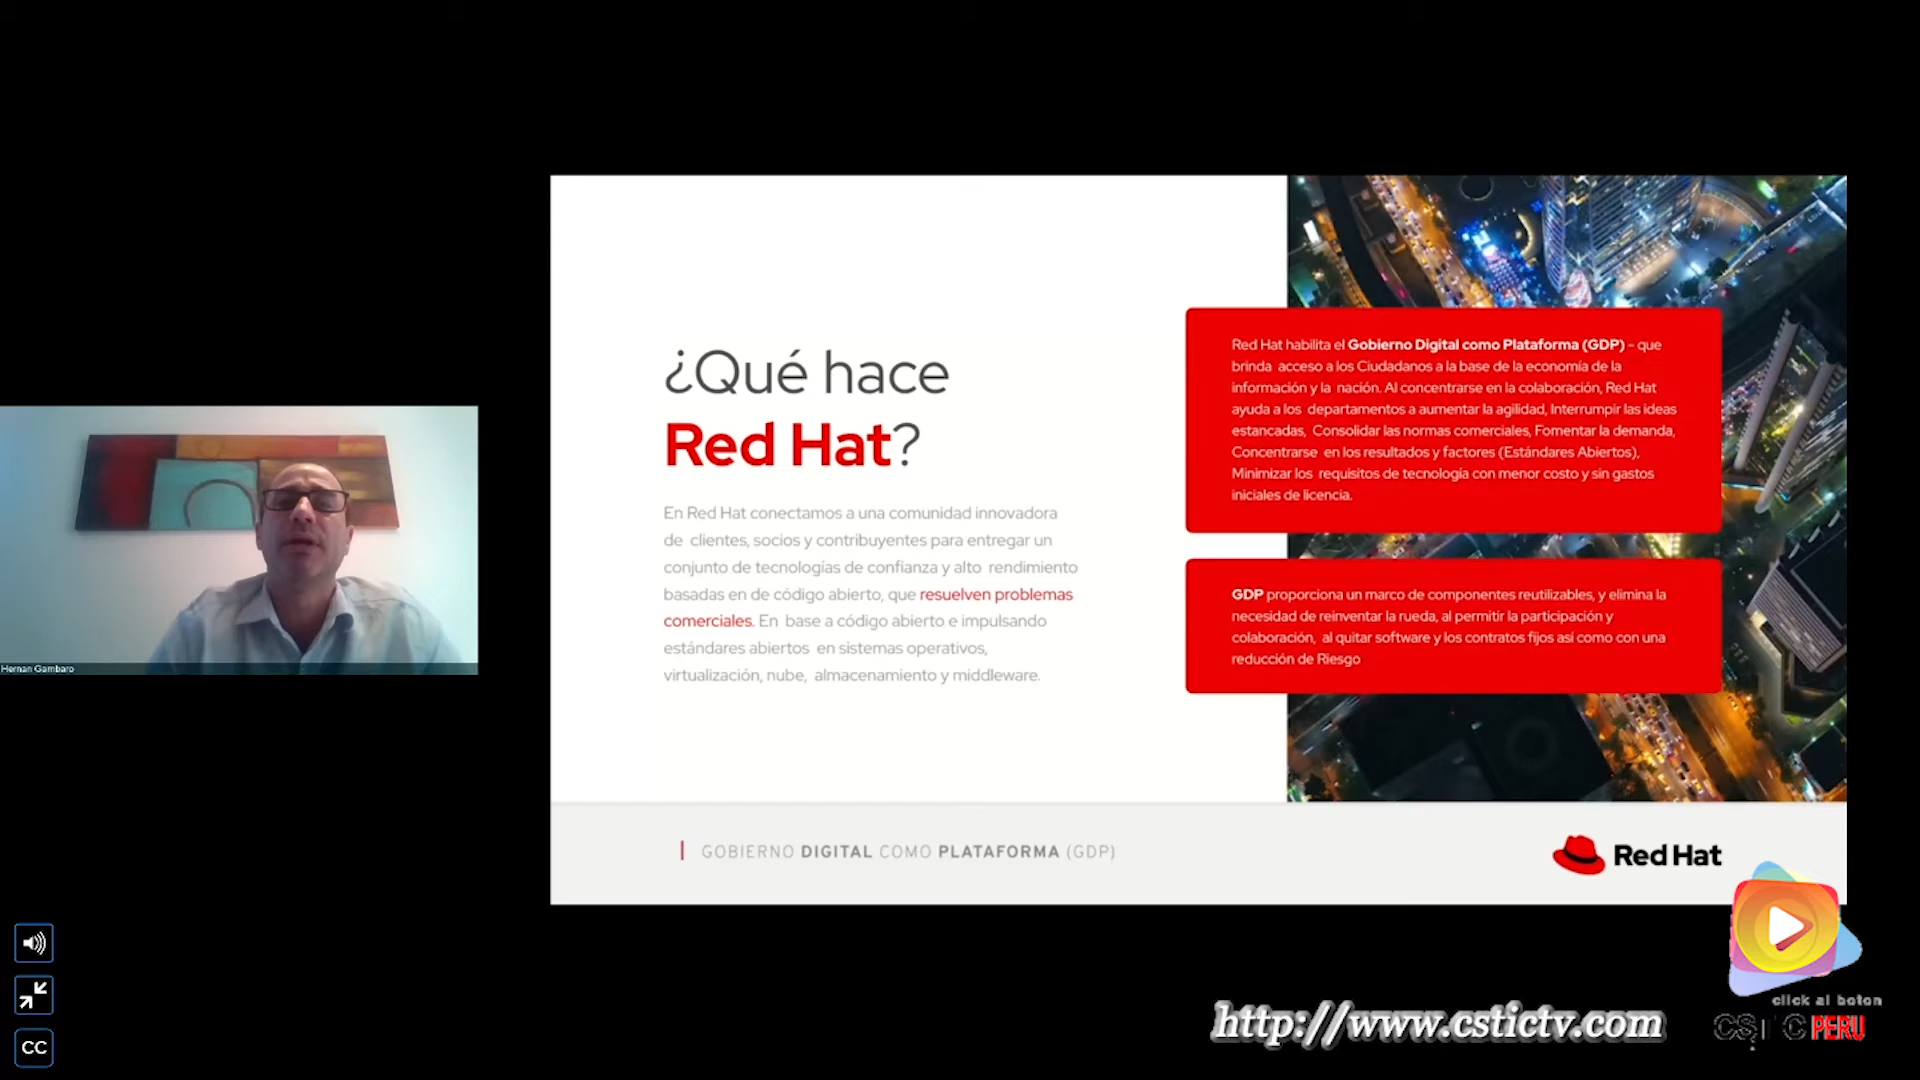 ¿Qué hace
Red Hat?
En Red Hat conectamos a una comunidad innovadora
de clientes, socios y contribuyentes para entregar un
conjunto de tecnologías de confianza y alto rendimiento
basadas en de código abierto, que resuelven problemas
comerciales. En base a código abierto e impulsando
estándares abiertos en sistemas operativos,
virtualización, nube, almacenamiento y middleware.
Red Hat habilita el Gobierno Digital como Plataforma (GDP) - que
brinda acceso a los Ciudadanos a la base de la economía de la
información y la nación. Al concentrarse en la colaboración, Red Hat
ayuda a los departamentos a aumentar la agilidad, Interrumpir las ideas
estancadas, Consolidar las normas comerciales, Fomentar la demanda,
Concentrarse en los resultados y factores (Estándares Abiertos),
Minimizar los requisitos de tecnología con menor costo y sin gastos
iniciales de licencia.
GDP proporciona un marco de componentes reutilizables, y elimina la
necesidad de reinventar la rueda, al permitir la participación y
colaboración, al quitar software y los contratos fijos así como con una
reducción de Riesgo
Hernan Gambaro
GOBIERNO DIGITAL COMO PLATAFORMA (GDP)
Red Hat
CC
click al boton
http://www.cstictv.com
CSTIC PERU